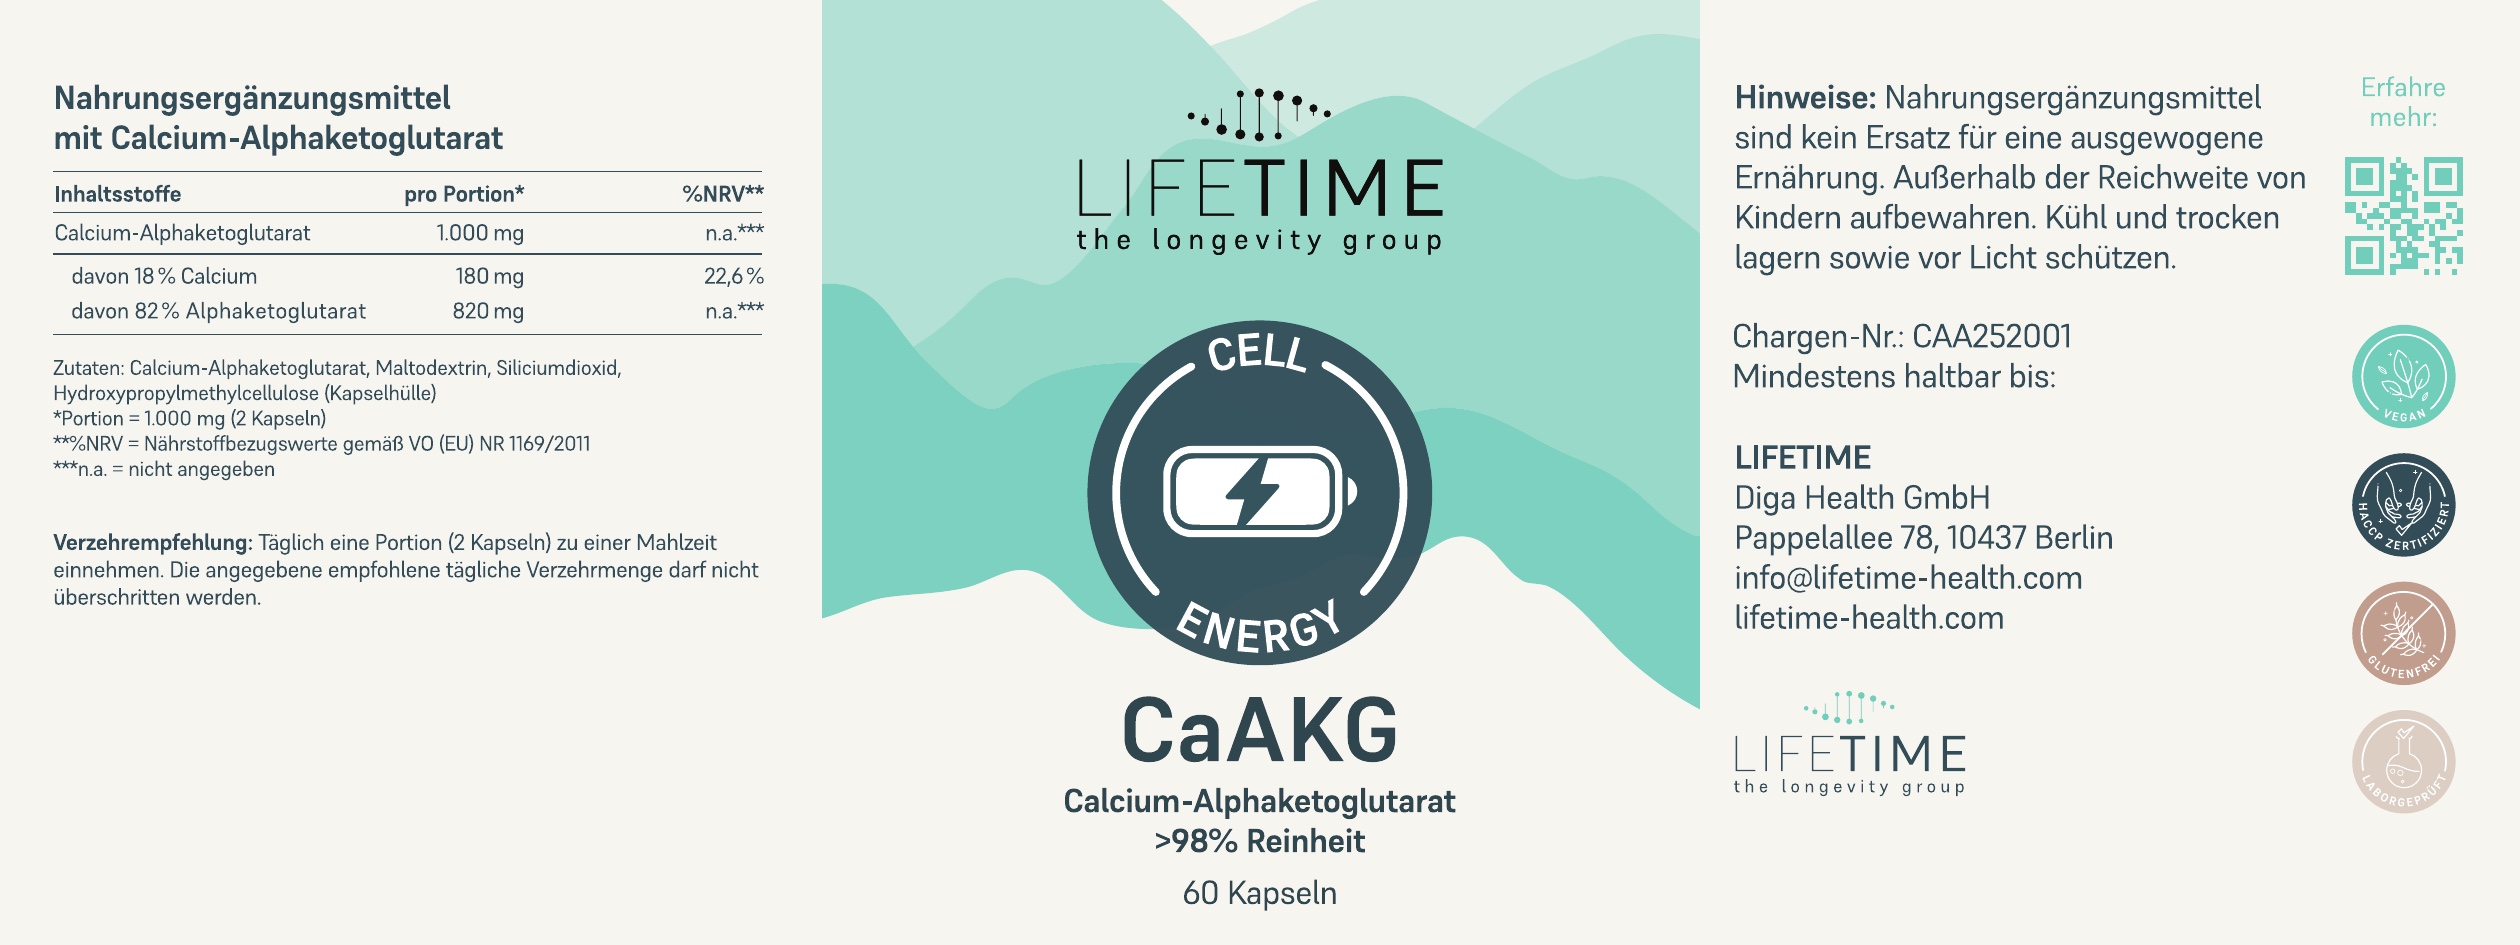 Nahrungsergänzungsmittel
mit Calcium-Alphaketoglutarat
Inhaltsstoffe pro Portion* %NRV**
Calcium-Alphaketoglutarat 1.000 mg n.a.***
davon 18 % Calcium 180 mg 22,6 %
davon 82 % Alphaketoglutarat 820 mg n.a.***
Zutaten: Calcium-Alphaketoglutarat, Maltodextrin, Siliciumdioxid,
Hydroxypropylmethylcellulose (Kapselhülle)
*Portion = 1.000 mg (2 Kapseln)
**%NRV = Nährstoffbezugswerte gemäß VO (EU) NR 1169/2011
***n.a. = nicht angegeben
Verzehrempfehlung: Täglich eine Portion (2 Kapseln) zu einer Mahlzeit
einnehmen. Die angegebene empfohlene tägliche Verzehrmenge darf nicht
überschritten werden.
LIFETIME
the longevity group
CELL
ENERGY
CaAKG
Calcium-Alphaketoglutarat
>98% Reinheit
60 Kapseln
Hinweise: Nahrungsergänzungsmittel
sind kein Ersatz für eine ausgewogene
Ernährung. Außerhalb der Reichweite von
Kindern aufbewahren. Kühl und trocken
lagern sowie vor Licht schützen.
Chargen-Nr.: CAA252001
Mindestens haltbar bis:
LIFETIME
Diga Health GmbH
Pappelallee 78, 10437 Berlin
info@lifetime-health.com
lifetime-health.com
LIFETIME
the longevity group
Erfahre
mehr:
VEGAN
HACCP ZERTIFIZIERT
GLUTENFREI
LABORGEPRÜFT